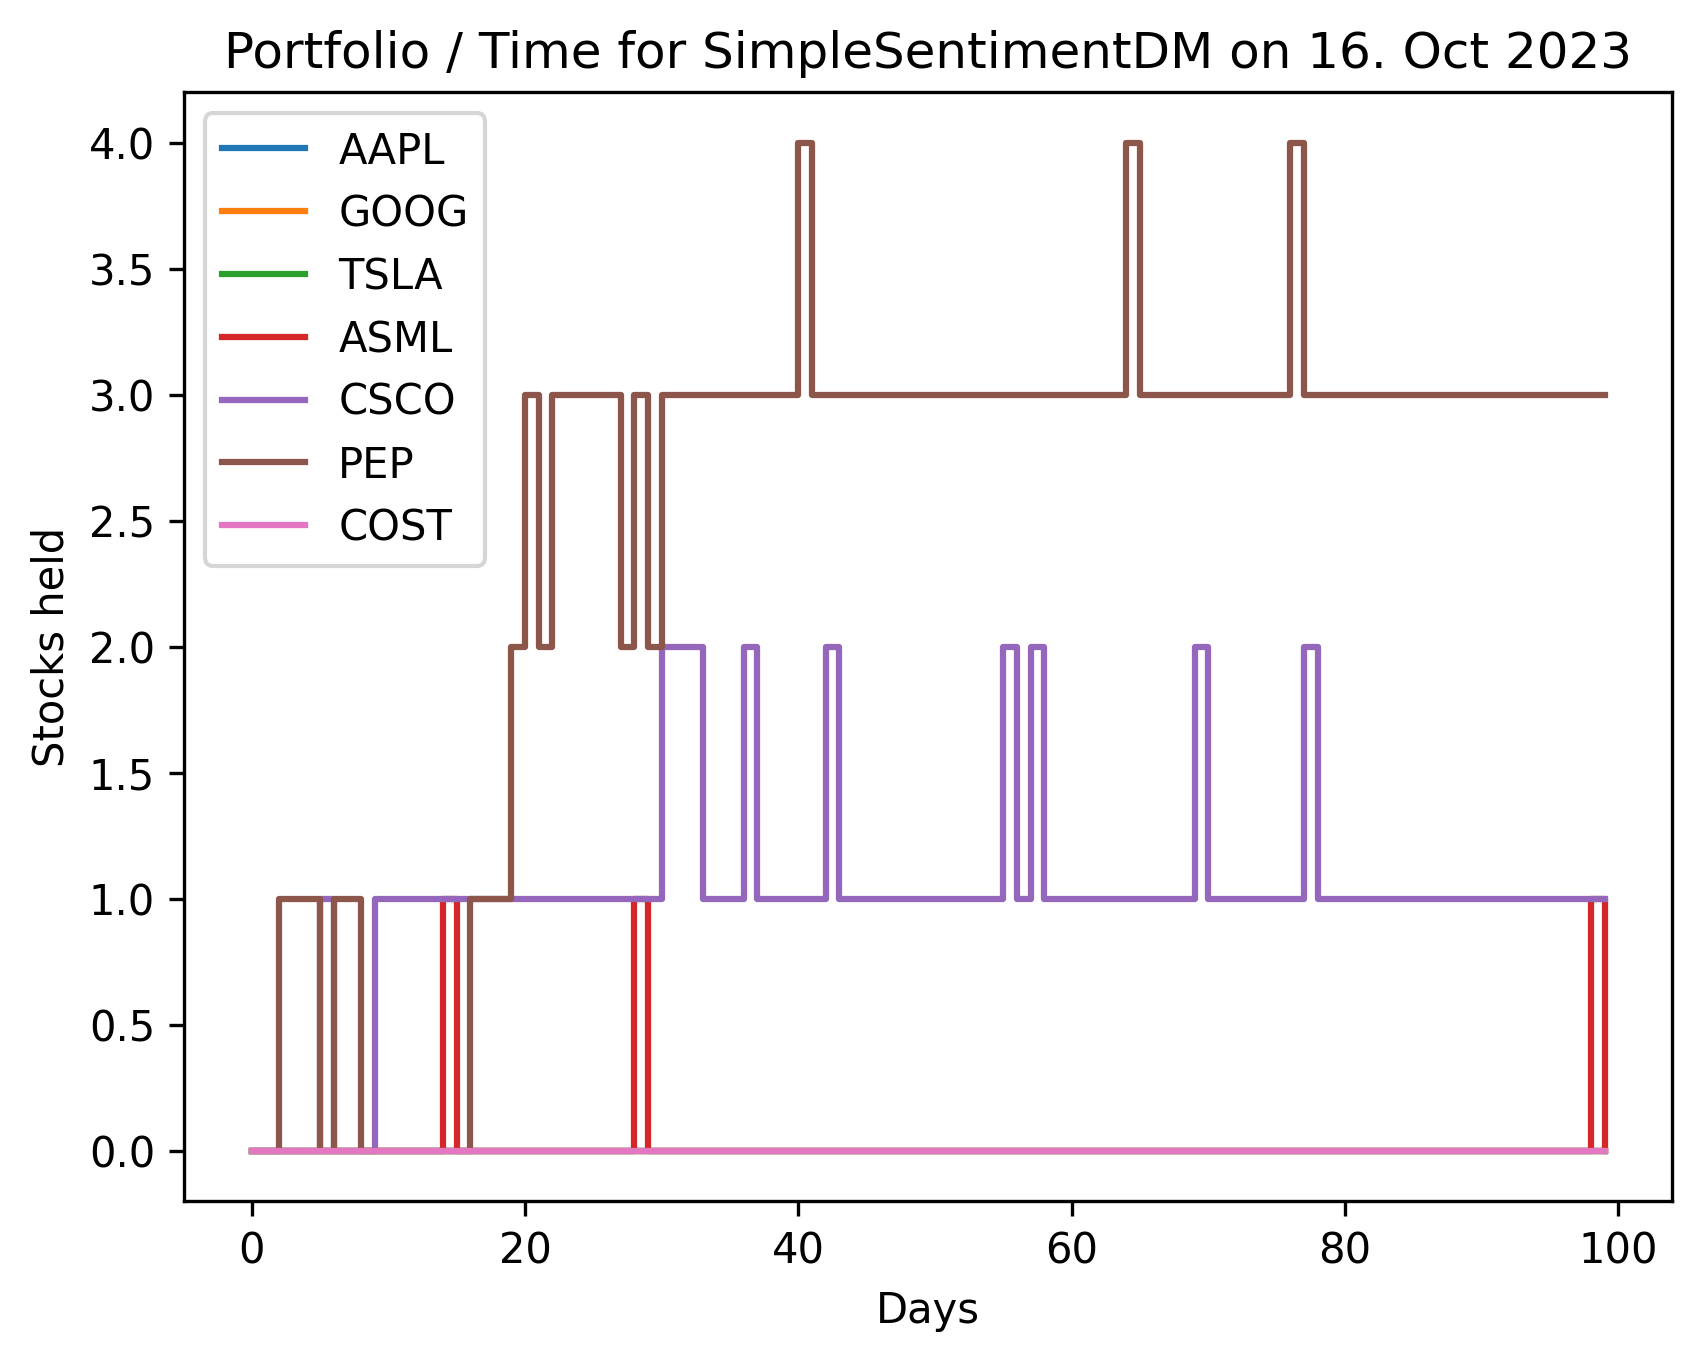 Portfolio / Time for SimpleSentimentDM on 16. Oct 2023
4.0
3.5
3.0
2.5
2.0
1.5
1.0
0.5
0.0
Stocks held
AAPL
GOOG
TSLA
ASML
CSCO
PEP
COST
0
20
40
60
80
100
Days